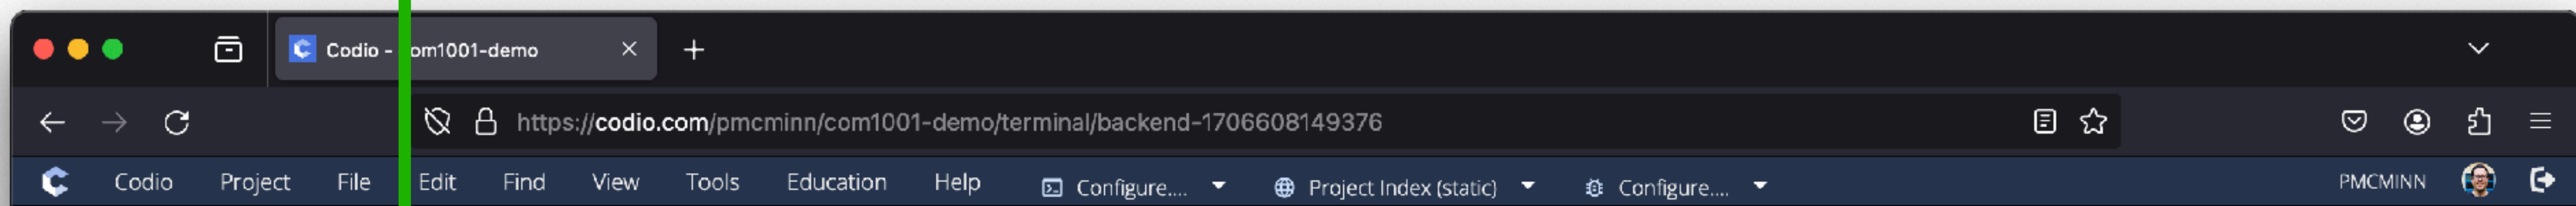 Codio - com1001-demo
https://codio.com/pmcminn/com1001-demo/terminal/backend-1706608149376
Codio Project File Edit Find View Tools Education Help Configure.... Project Index (static) Configure.... PMCMINN